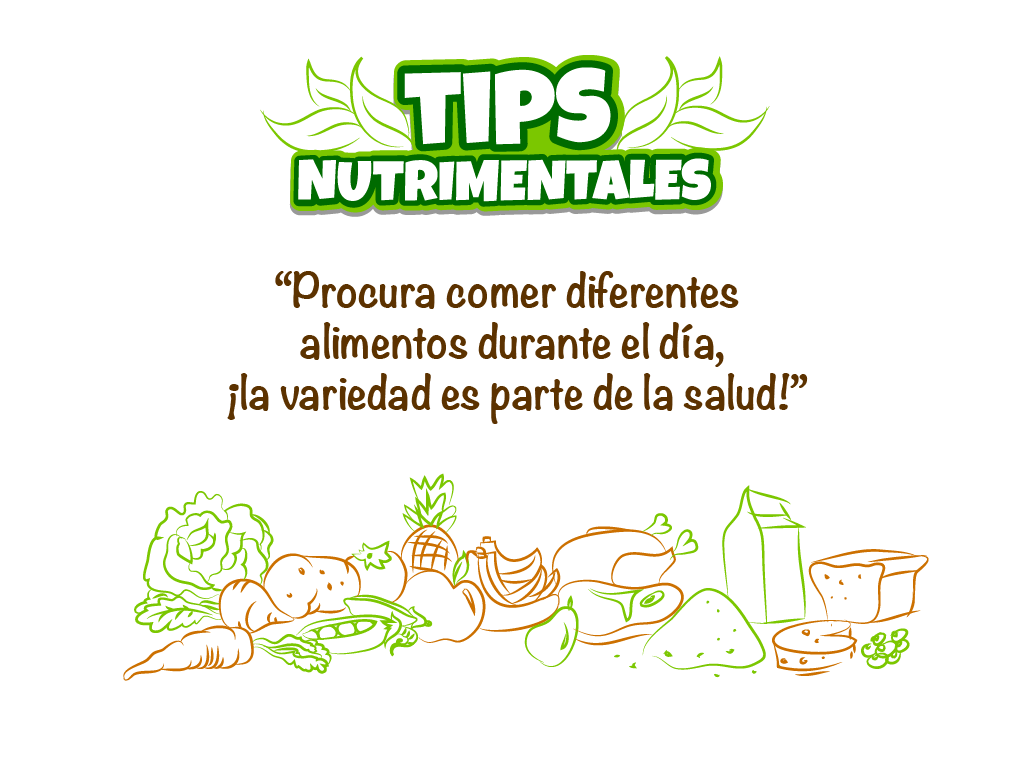 TIPS
NUTRIMENTALES
“Procura comer diferentes
alimentos durante el día,
¡la variedad es parte de la salud!”